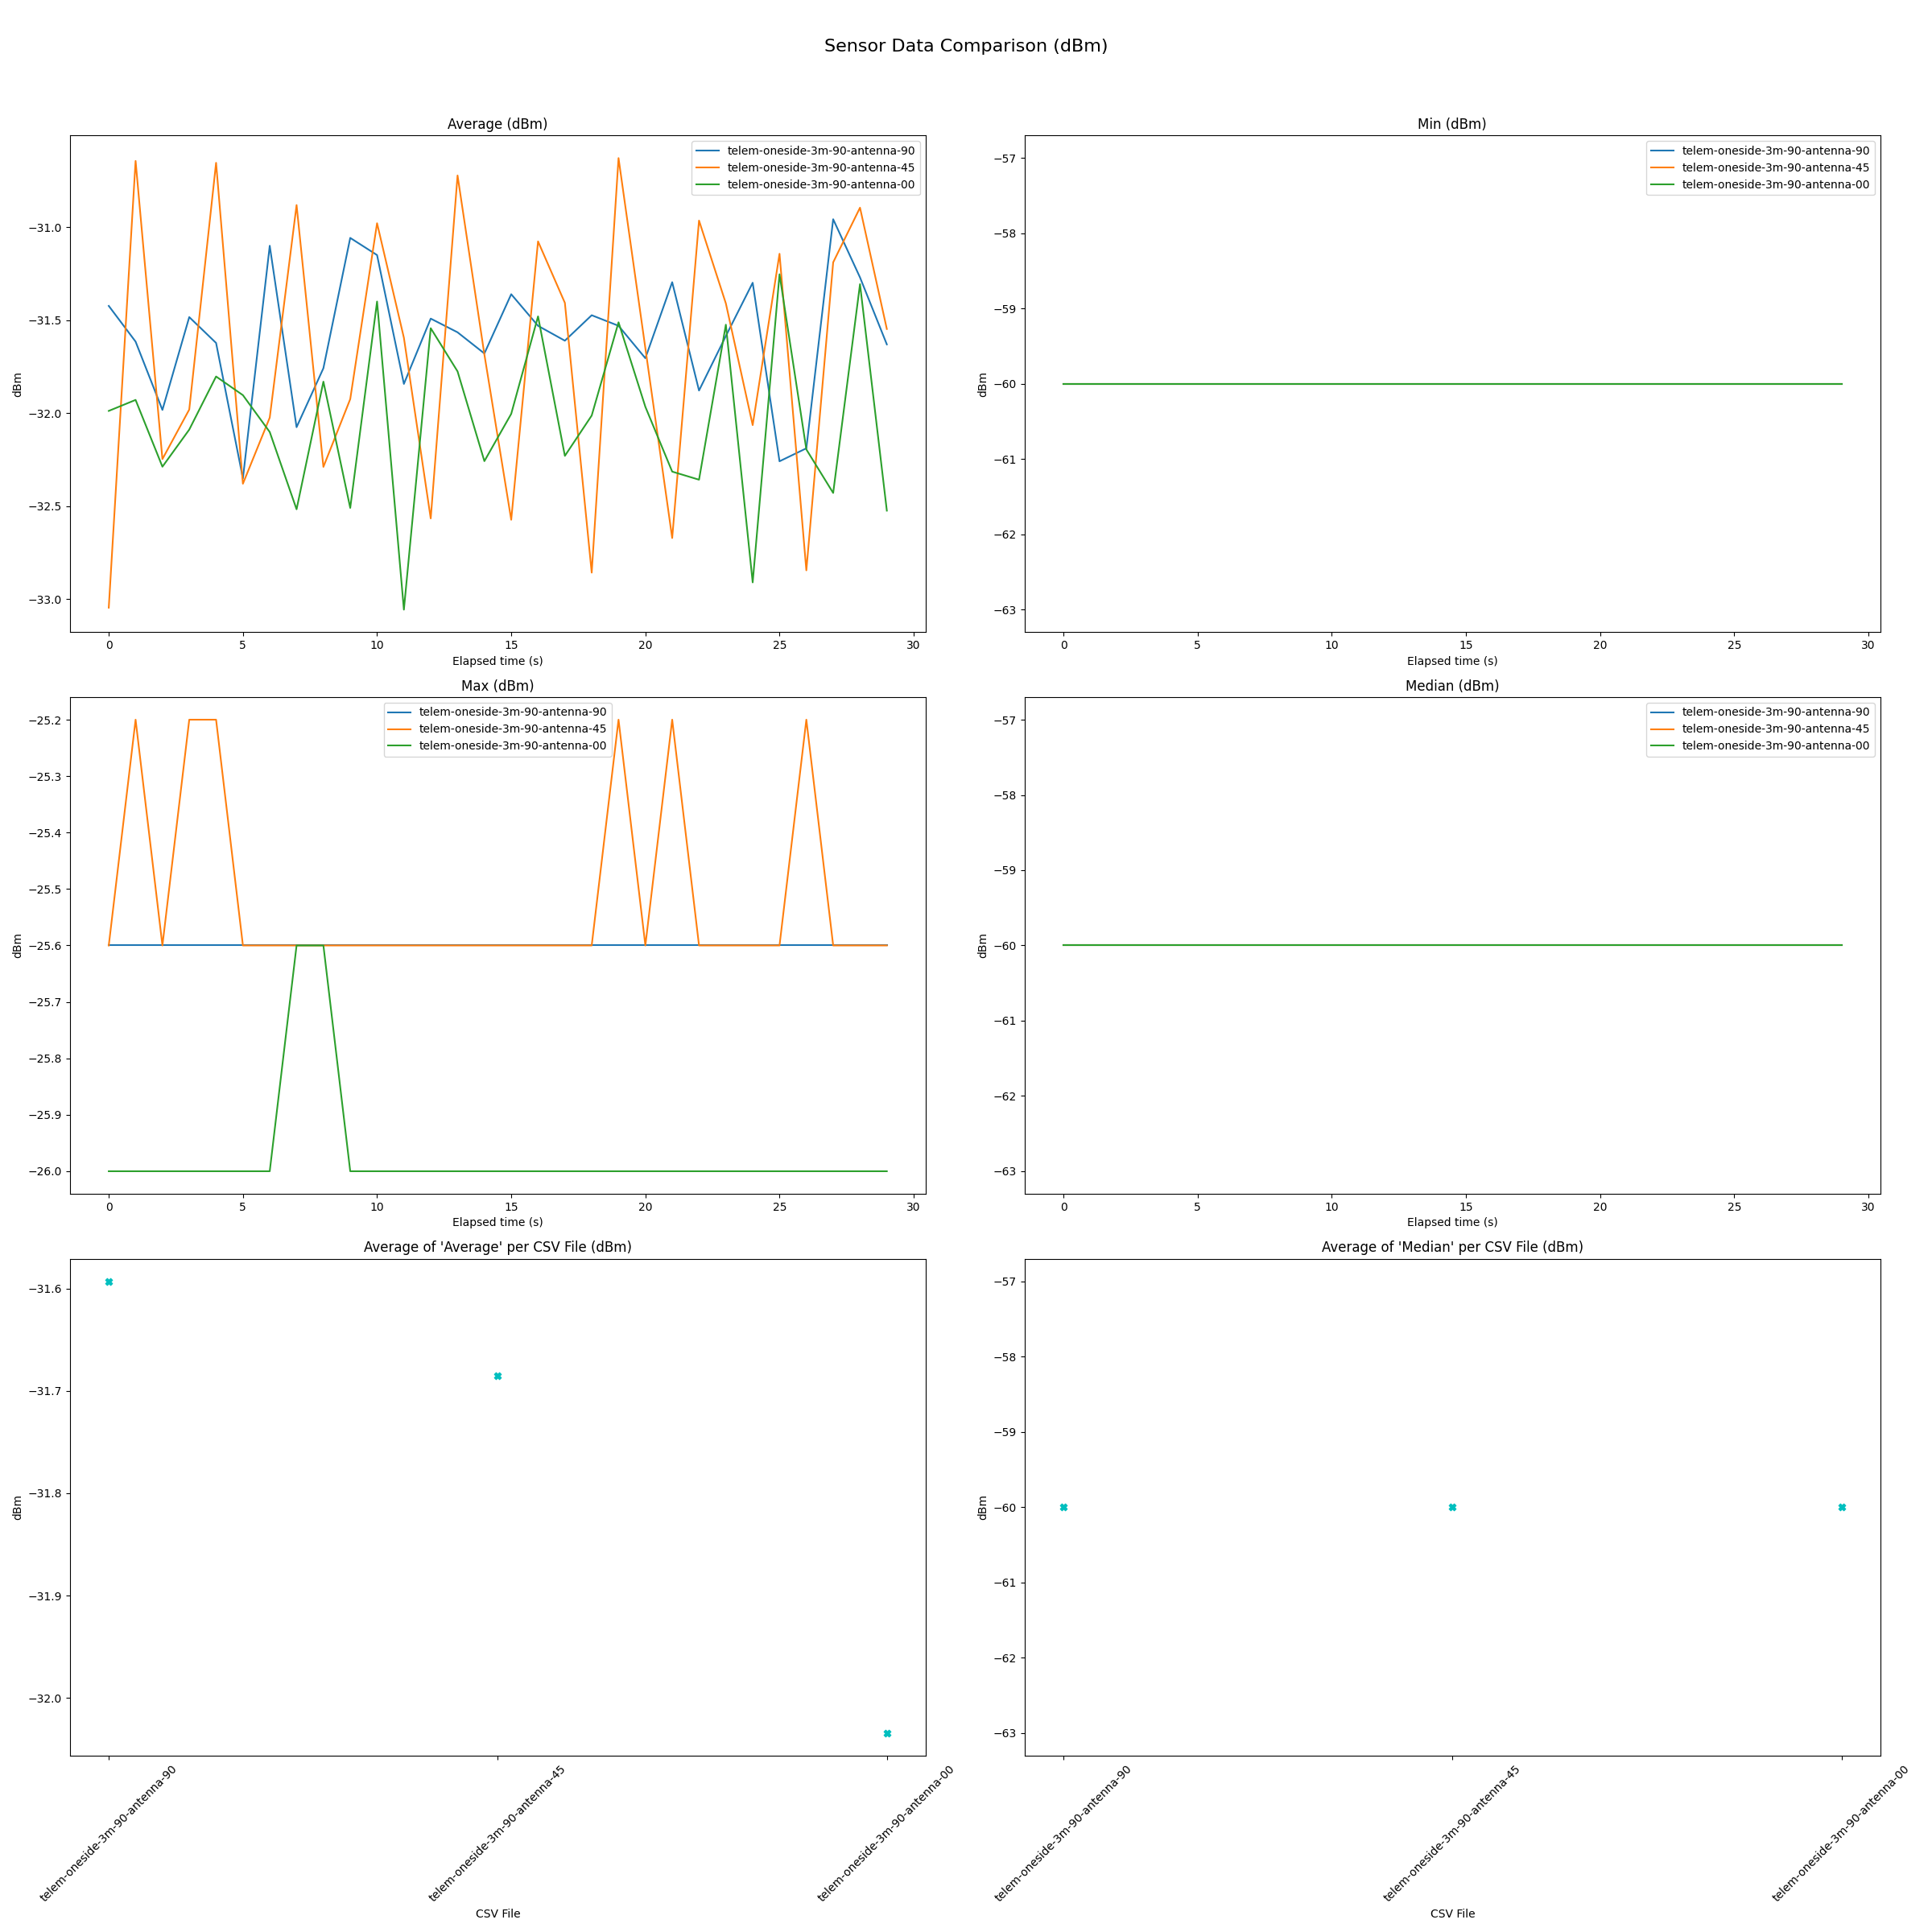 Sensor Data Comparison (dBm)
Average (dBm)
telem-oneside-3m-90-antenna-90
telem-oneside-3m-90-antenna-45
telem-oneside-3m-90-antenna-00
dBm
−31.0
−31.5
−32.0
−32.5
−33.0
0 5 10 15 20 25 30
Elapsed time (s)
Min (dBm)
telem-oneside-3m-90-antenna-90
telem-oneside-3m-90-antenna-45
telem-oneside-3m-90-antenna-00
dBm
−57
−58
−59
−60
−61
−62
−63
0 5 10 15 20 25 30
Elapsed time (s)
Max (dBm)
telem-oneside-3m-90-antenna-90
telem-oneside-3m-90-antenna-45
telem-oneside-3m-90-antenna-00
dBm
−25.2
−25.3
−25.4
−25.5
−25.6
−25.7
−25.8
−25.9
−26.0
0 5 10 15 20 25 30
Elapsed time (s)
Median (dBm)
telem-oneside-3m-90-antenna-90
telem-oneside-3m-90-antenna-45
telem-oneside-3m-90-antenna-00
dBm
−57
−58
−59
−60
−61
−62
−63
0 5 10 15 20 25 30
Elapsed time (s)
Average of 'Average' per CSV File (dBm)
dBm
−31.6
−31.7
−31.8
−31.9
−32.0
telem-oneside-3m-90-antenna-90
telem-oneside-3m-90-antenna-45
telem-oneside-3m-90-antenna-00
CSV File
Average of 'Median' per CSV File (dBm)
dBm
−57
−58
−59
−60
−61
−62
−63
telem-oneside-3m-90-antenna-90
telem-oneside-3m-90-antenna-45
telem-oneside-3m-90-antenna-00
CSV File